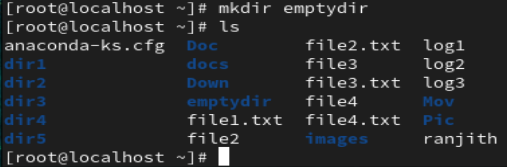 [root@localhost ~]# mkdir emptydir
[root@localhost ~]# ls
anaconda-ks.cfg  Doc       file2.txt  log1
dir1             docs      file3      log2
dir2             Down      file3.txt  log3
dir3             emptydir  file4      Mov
dir4             file1.txt file4.txt  Pic
dir5             file2     images     ranjith
[root@localhost ~]#